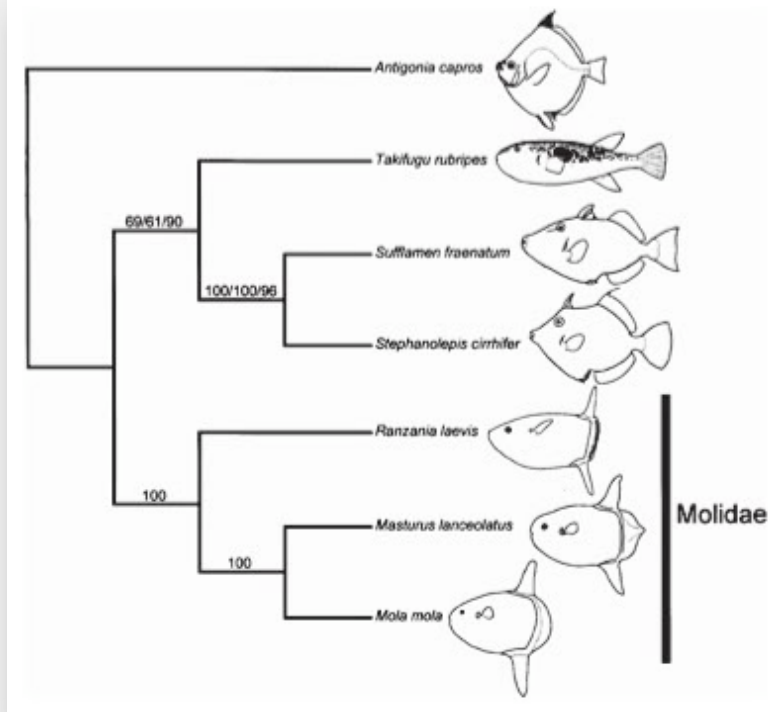 Antigonia capros
Takifugu rubripes
69/61/90
Sufflamen fraenatum
100/100/96
Stephanolepis cirrhifer
Ranzania laevis
100
Molidae
Masturus lanceolatus
100
Mola mola